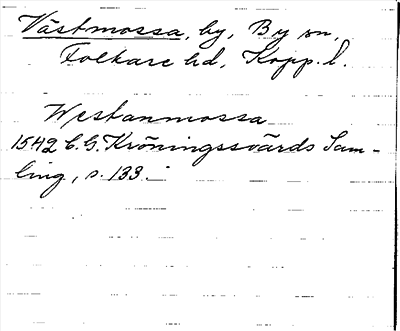 Västmossa, by, By sn,
Folkare hd, Kopp. l.
Westanmossa
1542 C.G. Kröningssvärds Sam-
ling, s. 133.